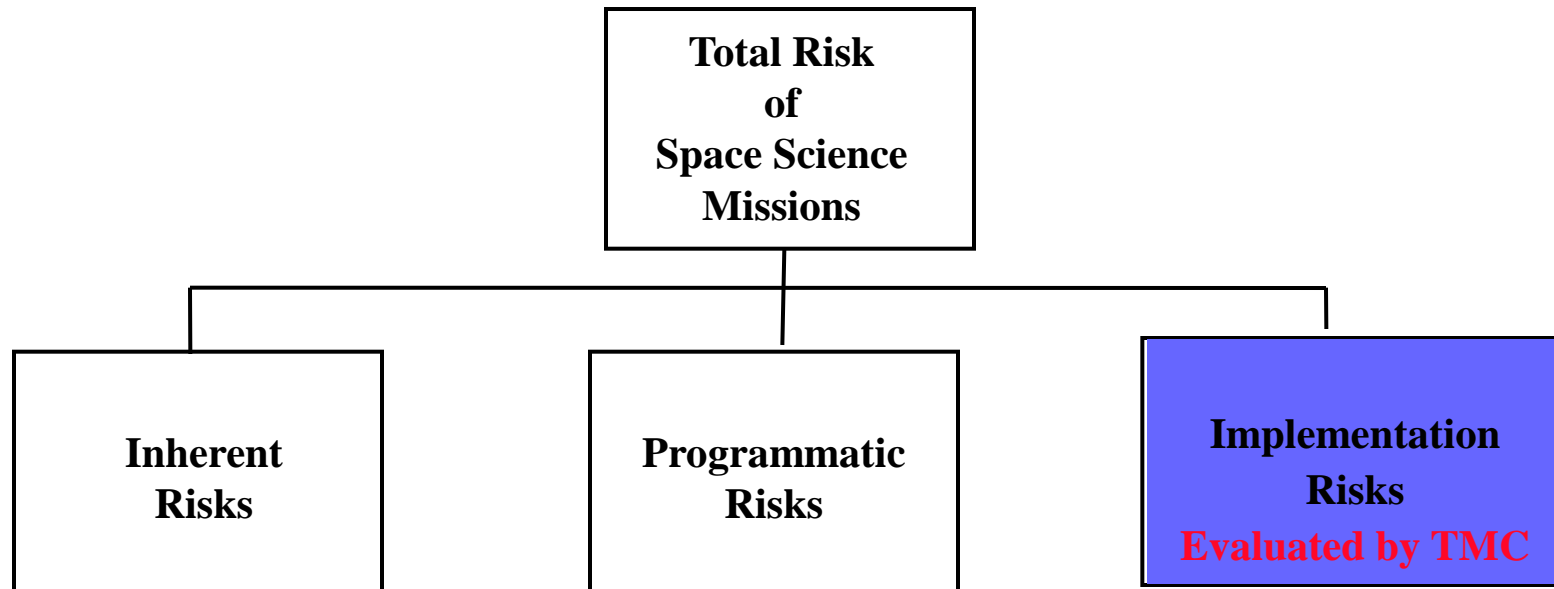 Total Risk
of
Space Science
Missions
Inherent
Risks
Programmatic
Risks
Implementation
Risks
Evaluated by TMC